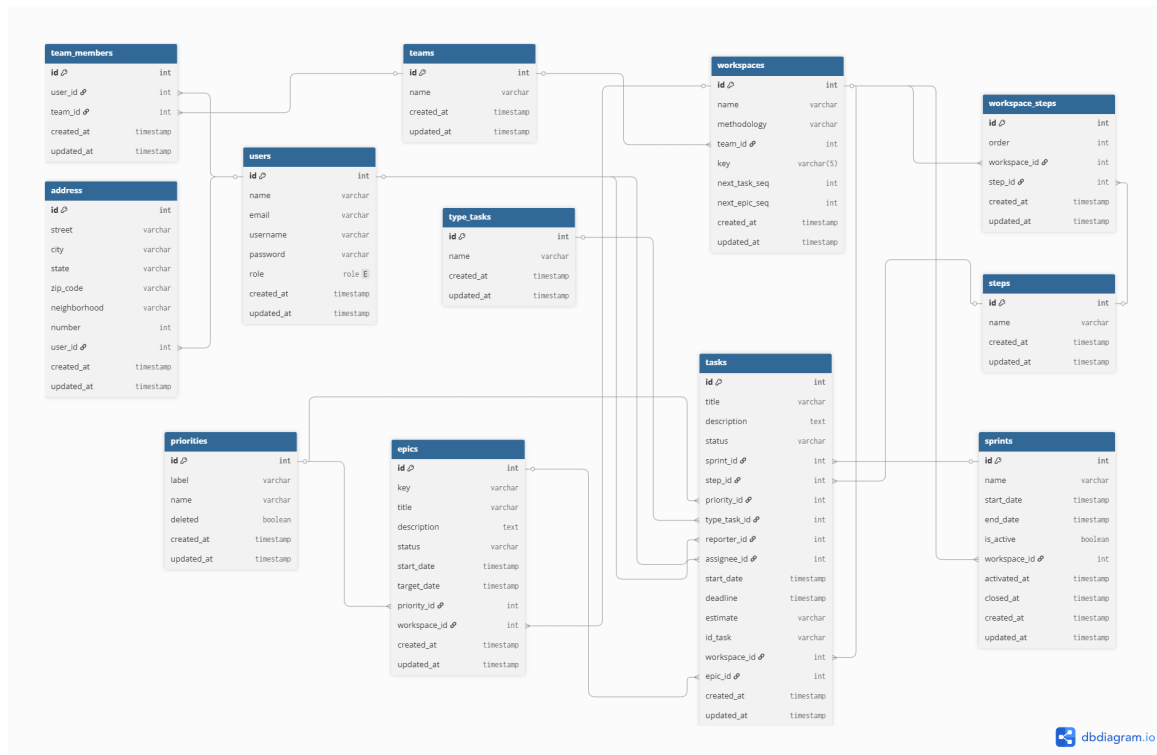 team_members
id int
user_id int
team_id int
created_at timestamp
updated_at timestamp
address
id int
street varchar
city varchar
state varchar
zip_code varchar
neighborhood varchar
number int
user_id int
created_at timestamp
updated_at timestamp
users
id int
name varchar
email varchar
username varchar
password varchar
role role E
created_at timestamp
updated_at timestamp
teams
id int
name varchar
created_at timestamp
updated_at timestamp
type_tasks
id int
name varchar
created_at timestamp
updated_at timestamp
workspaces
id int
name varchar
methodology varchar
team_id int
key varchar(5)
next_task_seq int
next_epic_seq int
created_at timestamp
updated_at timestamp
workspace_steps
id int
order int
workspace_id int
step_id int
created_at timestamp
updated_at timestamp
steps
id int
name varchar
created_at timestamp
updated_at timestamp
priorities
id int
label varchar
name varchar
deleted boolean
created_at timestamp
updated_at timestamp
epics
id int
key varchar
title varchar
description text
status varchar
start_date timestamp
target_date timestamp
priority_id int
workspace_id int
created_at timestamp
updated_at timestamp
tasks
id int
title varchar
description text
status varchar
sprint_id int
step_id int
priority_id int
type_task_id int
reporter_id int
assignee_id int
start_date timestamp
deadline timestamp
estimate varchar
id_task varchar
workspace_id int
epic_id int
created_at timestamp
updated_at timestamp
sprints
id int
name varchar
start_date timestamp
end_date timestamp
is_active boolean
workspace_id int
activated_at timestamp
closed_at timestamp
created_at timestamp
updated_at timestamp
dbdiagram.io